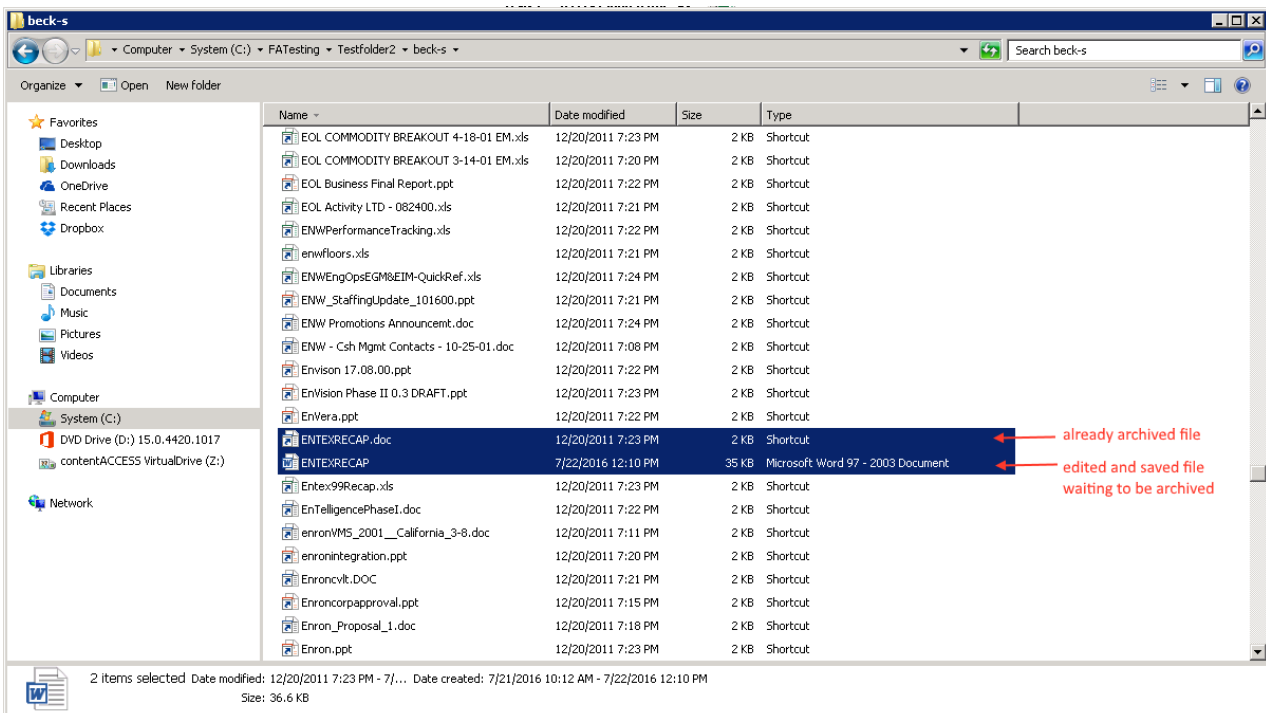 beck-s
Computer System (C:) FATesting Testfolder2 beck-s Search beck-s
Organize Open New folder
Favorites
Desktop
Downloads
OneDrive
Recent Places
Dropbox
Libraries
Documents
Music
Pictures
Videos
Computer
System (C:)
DVD Drive (D:) 15.0.4420.1017
contentACCESS VirtualDrive (Z:)
Network
Name Date modified Size Type
EOL COMMODITY BREAKOUT 4-18-01 EM.xls 12/20/2011 7:23 PM 2 KB Shortcut
EOL COMMODITY BREAKOUT 3-14-01 EM.xls 12/20/2011 7:20 PM 2 KB Shortcut
EOL Business Final Report.ppt 12/20/2011 7:22 PM 2 KB Shortcut
EOL Activity LTD - 082400.xls 12/20/2011 7:21 PM 2 KB Shortcut
ENWPerformanceTracking.xls 12/20/2011 7:22 PM 2 KB Shortcut
enwfloors.xls 12/20/2011 7:21 PM 2 KB Shortcut
ENWEngOpsEGM&EIM-QuickRef.xls 12/20/2011 7:24 PM 2 KB Shortcut
ENW_StaffingUpdate_101600.ppt 12/20/2011 7:21 PM 2 KB Shortcut
ENW Promotions Announcemt.doc 12/20/2011 7:24 PM 2 KB Shortcut
ENW - Csh Mgmt Contacts - 10-25-01.doc 12/20/2011 7:08 PM 2 KB Shortcut
Envison 17.08.00.ppt 12/20/2011 7:22 PM 2 KB Shortcut
EnVision Phase II 0.3 DRAFT.ppt 12/20/2011 7:23 PM 2 KB Shortcut
EnVera.ppt 12/20/2011 7:22 PM 2 KB Shortcut
ENTEXRECAP.doc 12/20/2011 7:23 PM 2 KB Shortcut
already archived file
ENTEXRECAP 7/22/2016 12:10 PM 35 KB Microsoft Word 97 - 2003 Document
edited and saved file
waiting to be archived
Entex99Recap.xls 12/20/2011 7:23 PM 2 KB Shortcut
EnTelligencePhaseI.doc 12/20/2011 7:22 PM 2 KB Shortcut
enronVMS_2001__California_3-8.doc 12/20/2011 7:11 PM 2 KB Shortcut
enronintegration.ppt 12/20/2011 7:20 PM 2 KB Shortcut
Enroncvlt.DOC 12/20/2011 7:21 PM 2 KB Shortcut
Enroncorpapproval.ppt 12/20/2011 7:15 PM 2 KB Shortcut
Enron_Proposal_1.doc 12/20/2011 7:18 PM 2 KB Shortcut
Enron.ppt 12/20/2011 7:23 PM 2 KB Shortcut
2 items selected Date modified: 12/20/2011 7:23 PM - 7/... Date created: 7/21/2016 10:12 AM - 7/22/2016 12:10 PM
Size: 36.6 KB